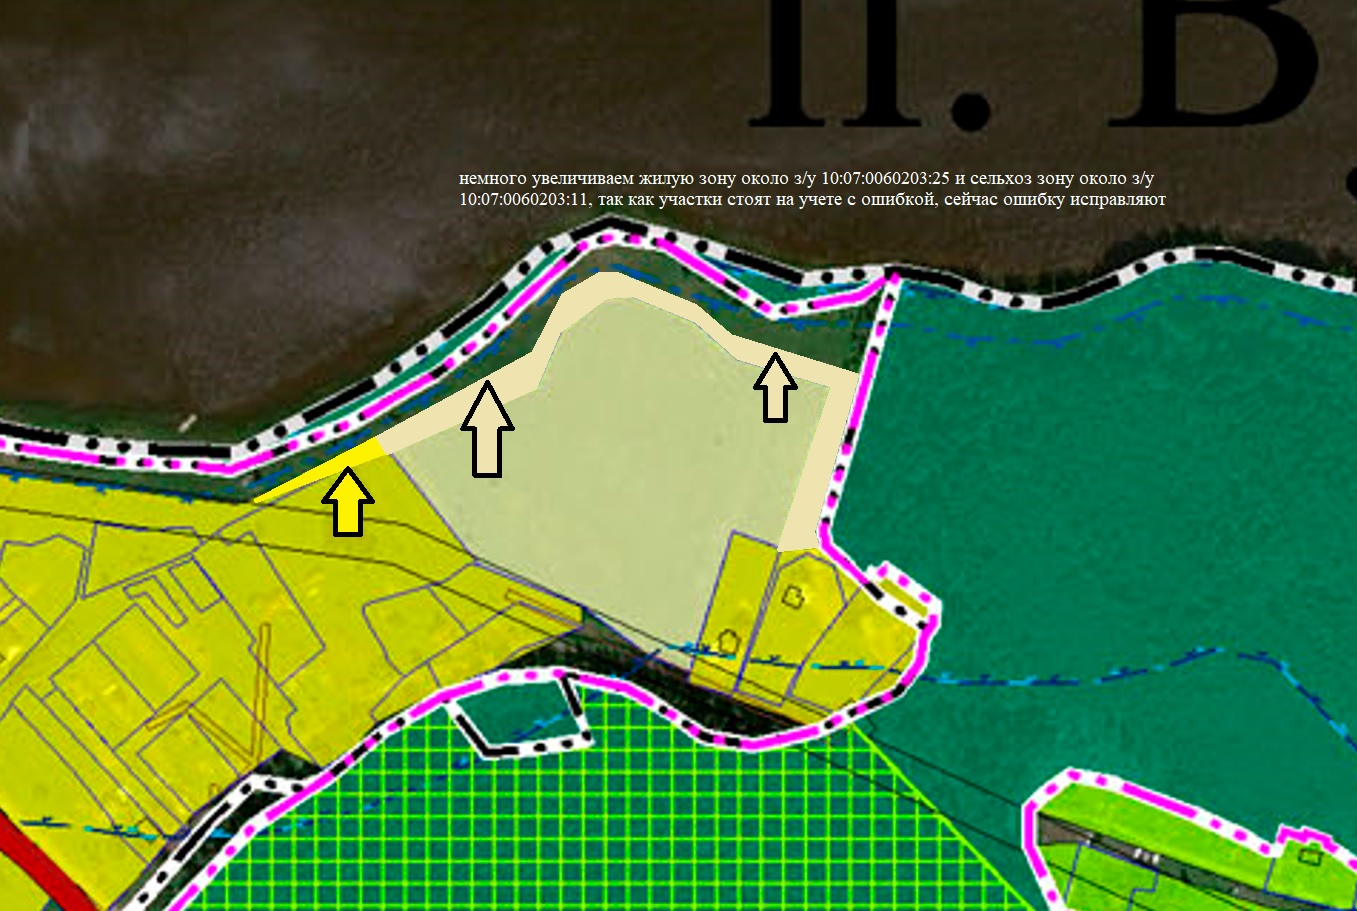 п. В
немного увеличиваем жилую зону около з/у 10:07:0060203:25 и сельхоз зону около з/у
10:07:0060203:11, так как участки стоят на учете с ошибкой, сейчас ошибку исправляют